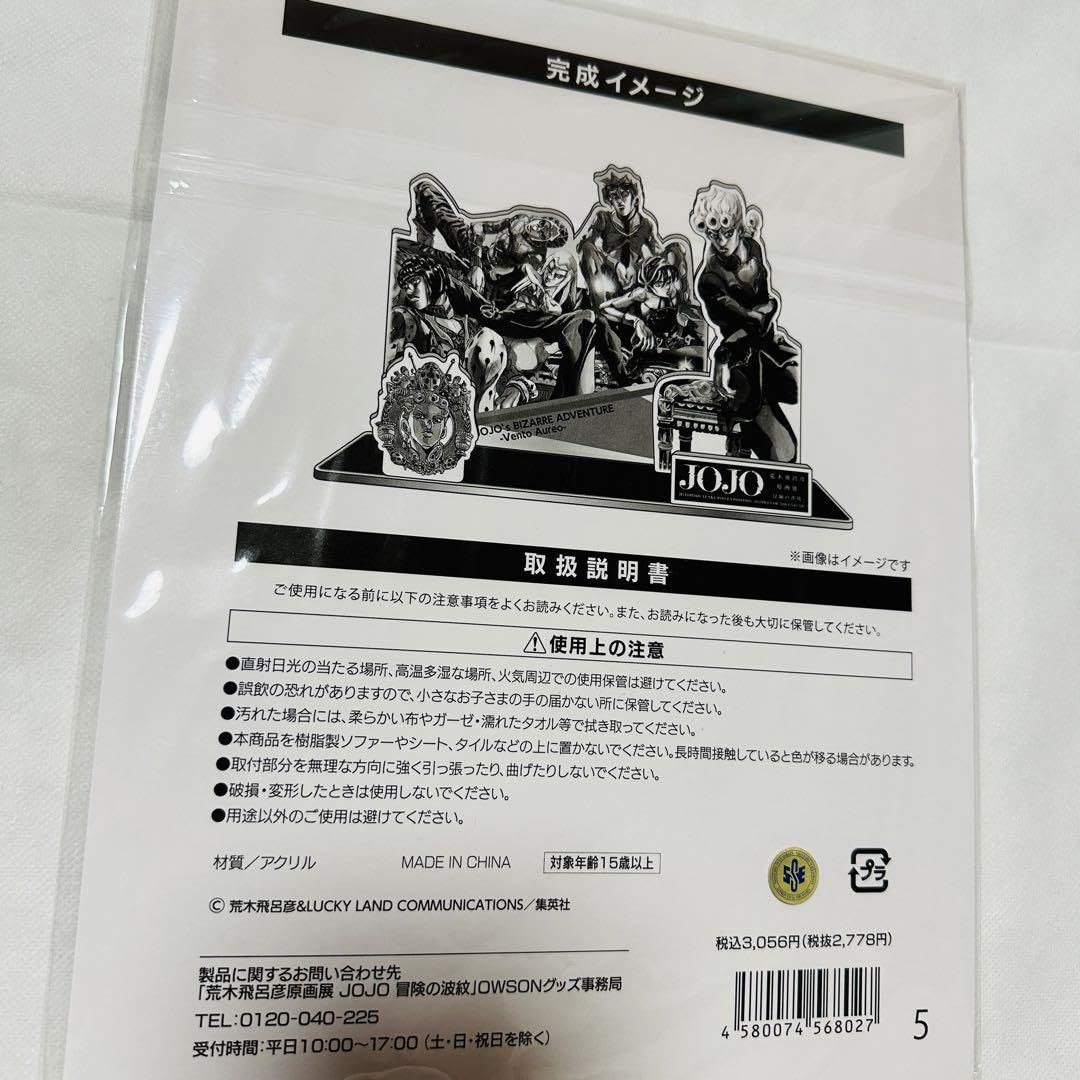 完成イメージ
JOJO's BIZARRE ADVENTURE
-Vento Aureo-
JOJO
荒木飛呂彦
原画展
冒険の波紋
※画像はイメージです
取扱説明書
ご使用になる前に以下の注意事項をよくお読みください。また、お読みになった後も大切に保管してください。
⚠使用上の注意
●直射日光の当たる場所、高温多湿な場所、火気周辺での使用保管は避けてください。
●誤飲の恐れがありますので、小さなお子さまの手の届かない所に保管してください。
●汚れた場合には、柔らかい布やガーゼ・濡れたタオル等で拭き取ってください。
●本商品を樹脂製ソファーやシート、タイルなどの上に置かないでください。長時間接触していると色が移る場合があります。
●取付部分を無理な方向に強く引っ張ったり、曲げたりしないでください。
●破損・変形したときは使用しないでください。
●用途以外のご使用は避けてください。
材質／アクリル MADE IN CHINA 対象年齢15歳以上
プラ
© 荒木飛呂彦&LUCKY LAND COMMUNICATIONS／集英社
税込3,056円(税抜2,778円)
製品に関するお問い合わせ先
「荒木飛呂彦原画展 JOJO 冒険の波紋」OWSONグッズ事務局
TEL:0120-040-225
受付時間:平日10:00〜17:00 (土・日・祝日を除く)
4 580074 568027
5